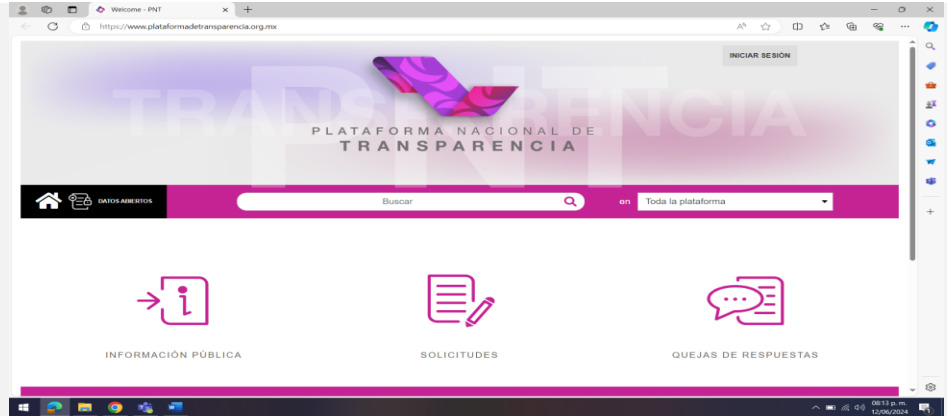 Welcome - PNT
https://www.plataformadetransparencia.org.mx
INICIAR SESIÓN
TRANSPARENCIA
PNT
PLATAFORMA NACIONAL DE
TRANSPARENCIA
DATOS ABIERTOS
Buscar
en
Toda la plataforma
INFORMACIÓN PÚBLICA
SOLICITUDES
QUEJAS DE RESPUESTAS
08:13 p. m.
12/06/2024